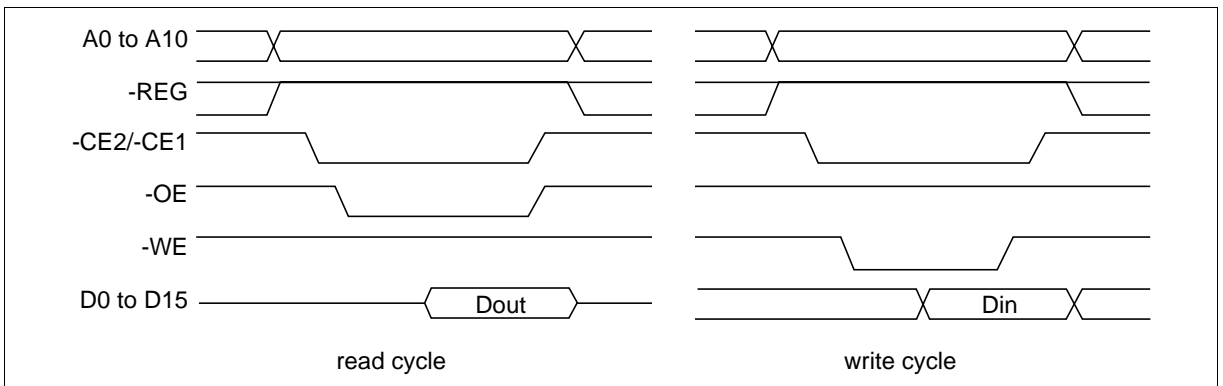 A0 to A10
-REG
-CE2/-CE1
-OE
-WE
D0 to D15
Dout
Din
read cycle
write cycle